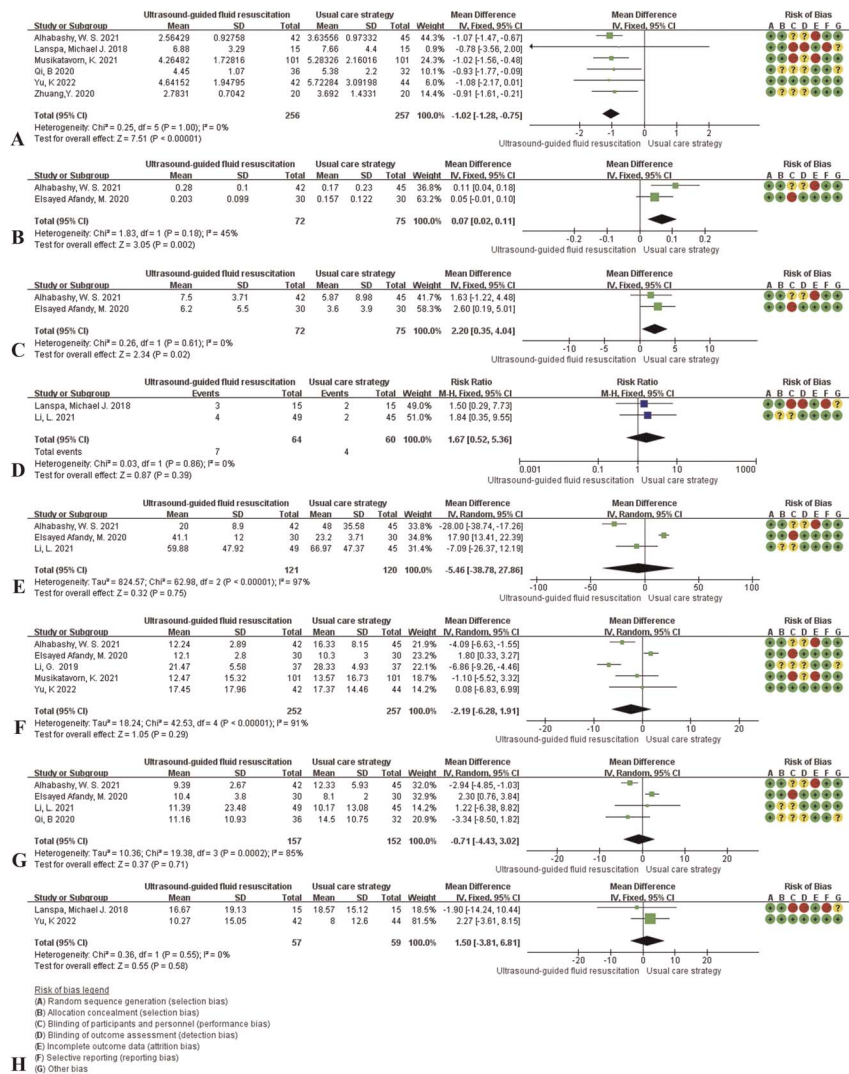 Ultrasound-guided fluid resuscitation Usual care strategy Mean Difference Mean Difference Risk of Bias
Study or Subgroup Mean SD Total Mean SD Total Weight IV, Fixed, 95% CI IV, Fixed, 95% CI A B C D E F G
Alhabashy, W. S. 2021 2.56429 0.92758 42 3.63556 0.97332 45 44.3% -1.07 [-1.47, -0.67]
Lanspa, Michael J. 2018 6.88 3.29 15 7.66 4.4 15 0.9% -0.78 [-3.56, 2.00]
Musikatavorn, K. 2021 4.26482 1.72816 101 5.28326 2.16016 101 24.3% -1.02 [-1.56, -0.48]
Qi, B 2020 4.45 1.07 36 5.38 2.2 32 -0.93 [-1.77, -0.09]
Yu, K 2022 4.64152 1.94795 42 5.72284 3.09198 44 -1.08 [-2.17, 0.01]
Zhuang,Y. 2020 2.7831 0.7042 20 3.692 1.4331 20 14.4% -0.91 [-1.61, -0.21]
Total (95% CI) 256 257 100.0% -1.02 [-1.28, -0.75]
Heterogeneity: Chi² = 0.25, df = 5 (P = 1.00); I² = 0%
Test for overall effect: Z = 7.51 (P < 0.00001)
-2 -1 0 1 2
Ultrasound-guided fluid resuscitation Usual care strategy
A
Ultrasound-guided fluid resuscitation Usual care strategy Mean Difference Mean Difference Risk of Bias
Study or Subgroup Mean SD Total Mean SD Total Weight IV, Fixed, 95% CI IV, Fixed, 95% CI A B C D E F G
Alhabashy, W. S. 2021 0.28 0.1 42 0.17 0.23 45 36.8% 0.11 [0.04, 0.18]
Elsayed Afandy, M. 2020 0.203 0.099 30 0.157 0.122 30 63.2% 0.05 [-0.01, 0.10]
Total (95% CI) 72 75 100.0% 0.07 [0.02, 0.11]
Heterogeneity: Chi² = 1.83, df = 1 (P = 0.18); I² = 45%
Test for overall effect: Z = 3.05 (P = 0.002)
-0.2 -0.1 0 0.1 0.2
Ultrasound-guided fluid resuscitation Usual care strategy
B
Ultrasound-guided fluid resuscitation Usual care strategy Mean Difference Mean Difference Risk of Bias
Study or Subgroup Mean SD Total Mean SD Total Weight IV, Fixed, 95% CI IV, Fixed, 95% CI A B C D E F G
Alhabashy, W. S. 2021 7.5 3.71 42 5.87 8.98 45 41.7% 1.63 [-1.22, 4.48]
Elsayed Afandy, M. 2020 6.2 5.5 30 3.6 3.9 30 58.3% 2.60 [0.19, 5.01]
Total (95% CI) 72 75 100.0% 2.20 [0.35, 4.04]
Heterogeneity: Chi² = 0.26, df = 1 (P = 0.61); I² = 0%
Test for overall effect: Z = 2.34 (P = 0.02)
-10 -5 0 5 10
Ultrasound-guided fluid resuscitation Usual care strategy
C
Ultrasound-guided fluid resuscitation Usual care strategy Risk Ratio Risk Ratio Risk of Bias
Study or Subgroup Events Total Events Total Weight M-H, Fixed, 95% CI M-H, Fixed, 95% CI A B C D E F G
Lanspa, Michael J. 2018 3 15 2 15 49.0% 1.50 [0.29, 7.73]
Li, L. 2021 4 49 2 45 51.0% 1.84 [0.35, 9.55]
Total (95% CI) 64 60 100.0% 1.67 [0.52, 5.36]
Total events 7 4
Heterogeneity: Chi² = 0.03, df = 1 (P = 0.86); I² = 0%
Test for overall effect: Z = 0.87 (P = 0.39)
0.001 0.1 1 10 1000
Ultrasound-guided fluid resuscitation Usual care strategy
D
Ultrasound-guided fluid resuscitation Usual care strategy Mean Difference Mean Difference Risk of Bias
Study or Subgroup Mean SD Total Mean SD Total Weight IV, Random, 95% CI IV, Random, 95% CI A B C D E F G
Alhabashy, W. S. 2021 20 8.9 42 48 35.58 45 33.8% -28.00 [-38.74, -17.26]
Elsayed Afandy, M. 2020 41.1 12 30 23.2 3.71 30 34.8% 17.90 [13.41, 22.39]
Li, L. 2021 59.88 47.92 49 66.97 47.37 45 31.4% -7.09 [-26.37, 12.19]
Total (95% CI) 121 120 100.0% -5.46 [-38.78, 27.86]
Heterogeneity: Tau² = 824.57; Chi² = 62.98, df = 2 (P < 0.00001); I² = 97%
Test for overall effect: Z = 0.32 (P = 0.75)
-100 -50 0 50 100
Ultrasound-guided fluid resuscitation Usual care strategy
E
Ultrasound-guided fluid resuscitation Usual care strategy Mean Difference Mean Difference Risk of Bias
Study or Subgroup Mean SD Total Mean SD Total Weight IV, Random, 95% CI IV, Random, 95% CI A B C D E F G
Alhabashy, W. S. 2021 12.24 2.89 42 16.33 8.15 45 21.9% -4.09 [-6.63, -1.55]
Elsayed Afandy, M. 2020 12.1 2.8 30 10.3 3 30 23.2% 1.80 [0.33, 3.27]
Li, G. 2019 21.47 5.58 37 28.33 4.93 37 22.1% -6.86 [-9.26, -4.46]
Musikatavorn, K. 2021 12.47 15.32 101 13.57 16.73 101 18.7% -1.10 [-5.52, 3.32]
Yu, K 2022 17.45 17.96 42 17.37 14.46 44 14.1% 0.08 [-6.83, 6.99]
Total (95% CI) 252 257 100.0% -2.19 [-6.28, 1.91]
Heterogeneity: Tau² = 18.24; Chi² = 42.53, df = 4 (P < 0.00001); I² = 91%
Test for overall effect: Z = 1.05 (P = 0.29)
-20 -10 0 10 20
Ultrasound-guided fluid resuscitation Usual care strategy
F
Ultrasound-guided fluid resuscitation Usual care strategy Mean Difference Mean Difference Risk of Bias
Study or Subgroup Mean SD Total Mean SD Total Weight IV, Random, 95% CI IV, Random, 95% CI A B C D E F G
Alhabashy, W. S. 2021 9.39 2.67 42 12.33 5.93 45 32.0% -2.94 [-4.85, -1.03]
Elsayed Afandy, M. 2020 10.4 3.8 30 8.1 2 30 32.9% 2.30 [0.76, 3.84]
Li, L. 2021 11.39 23.48 49 10.17 13.08 45 14.2% 1.22 [-6.38, 8.82]
Qi, B 2020 11.16 10.93 36 14.5 10.75 32 20.9% -3.34 [-8.50, 1.82]
Total (95% CI) 157 152 100.0% -0.71 [-4.43, 3.02]
Heterogeneity: Tau² = 10.36; Chi² = 19.38, df = 3 (P = 0.0002); I² = 85%
Test for overall effect: Z = 0.37 (P = 0.71)
-20 -10 0 10 20
Ultrasound-guided fluid resuscitation Usual care strategy
G
Ultrasound-guided fluid resuscitation Usual care strategy Mean Difference Mean Difference Risk of Bias
Study or Subgroup Mean SD Total Mean SD Total Weight IV, Fixed, 95% CI IV, Fixed, 95% CI A B C D E F G
Lanspa, Michael J. 2018 16.67 19.13 15 18.57 15.12 15 18.5% -1.90 [-14.24, 10.44]
Yu, K 2022 10.27 15.05 42 8 12.6 44 81.5% 2.27 [-3.61, 8.15]
Total (95% CI) 57 59 100.0% 1.50 [-3.81, 6.81]
Heterogeneity: Chi² = 0.36, df = 1 (P = 0.55); I² = 0%
Test for overall effect: Z = 0.55 (P = 0.58)
-20 -10 0 10 20
Ultrasound-guided fluid resuscitation Usual care strategy
Risk of bias legend
(A) Random sequence generation (selection bias)
(B) Allocation concealment (selection bias)
(C) Blinding of participants and personnel (performance bias)
(D) Blinding of outcome assessment (detection bias)
(E) Incomplete outcome data (attrition bias)
(F) Selective reporting (reporting bias)
(G) Other bias
H